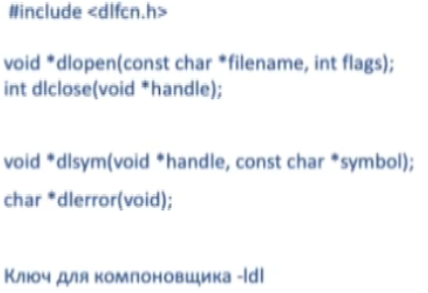 #include <dlfcn.h>
void *dlopen(const char *filename, int flags);
int dlclose(void *handle);
void *dlsym(void *handle, const char *symbol);
char *dlerror(void);
Ключ для компоновщика -ldl